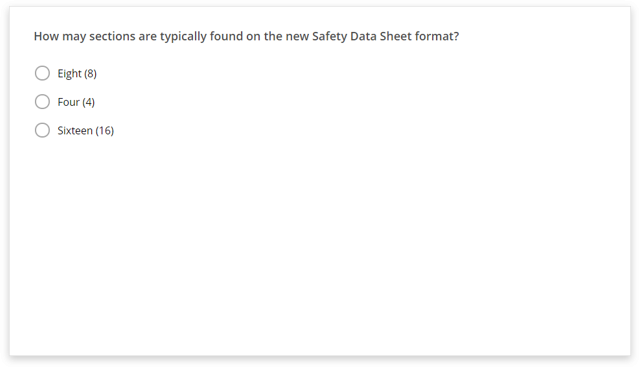 How may sections are typically found on the new Safety Data Sheet format?
Eight (8)
Four (4)
Sixteen (16)